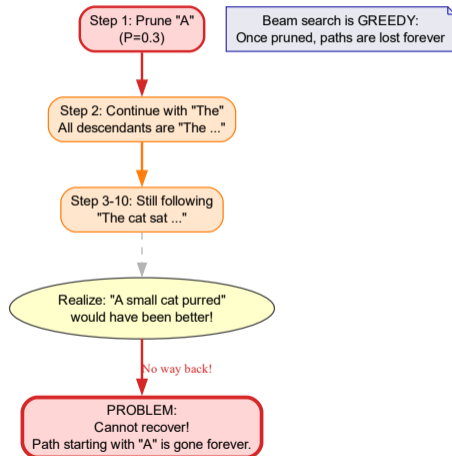 Step 1: Prune "A"
(P=0.3)
Beam search is GREEDY:
Once pruned, paths are lost forever
Step 2: Continue with "The"
All descendants are "The ..."
Step 3-10: Still following
"The cat sat ..."
Realize: "A small cat purred"
would have been better!
No way back!
PROBLEM:
Cannot recover!
Path starting with "A" is gone forever.